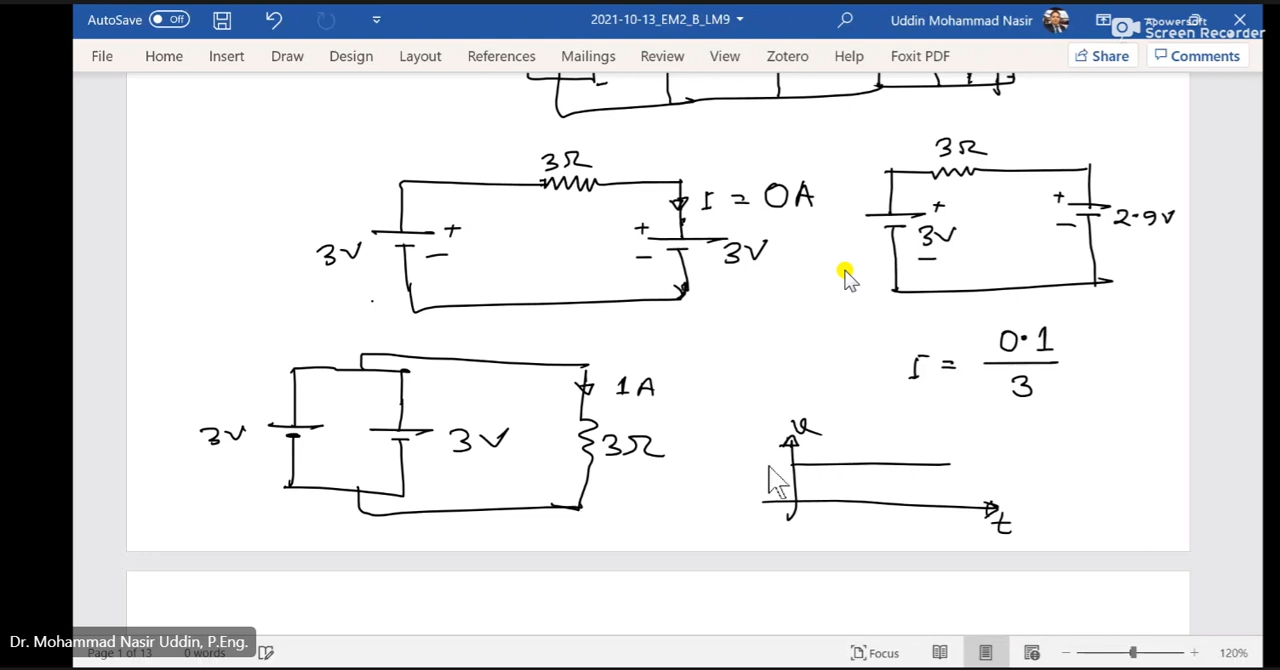 AutoSave Off 2021-10-13_EM2_B_LM9 Uddin Mohammad Nasir
Apowersoft
Screen Recorder
File Home Insert Draw Design Layout References Mailings Review View Zotero Help Foxit PDF Share Comments
3Ω
I = 0A
+ + 
3V - - 3V
3Ω
+ +
3V 2.9V
- -
I = 0.1
3
1A
3V 3V 3Ω
v
t
Dr. Mohammad Nasir Uddin, P.Eng.
Page 1 of 13 0 words Focus 120%